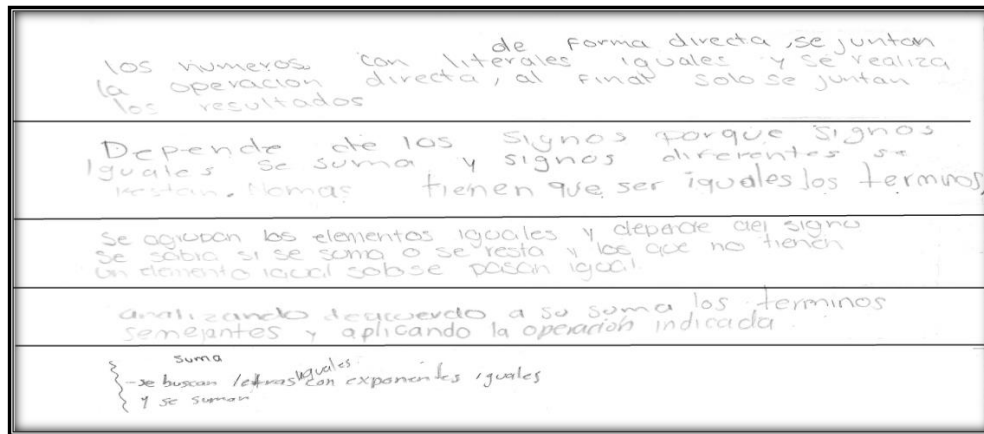 de forma directa, se juntan
los numeros con literales iguales y se realiza
la operacion directa, al final solo se juntan
los resultados
Depende de los signos porque signos
Iguales se suma y signos diferentes se
restan. Nomas tienen que ser iguales los terminos,
se agrupan los elementos iguales y depende del signo
se sabra si se suma o se resta y los que no tienen
un elemento igual solo se pasan igual.
analizando deacuerdo a su suma los terminos
semejantes y aplicando la operación indicada
suma
- se buscan letras iguales con exponentes iguales
y se suman